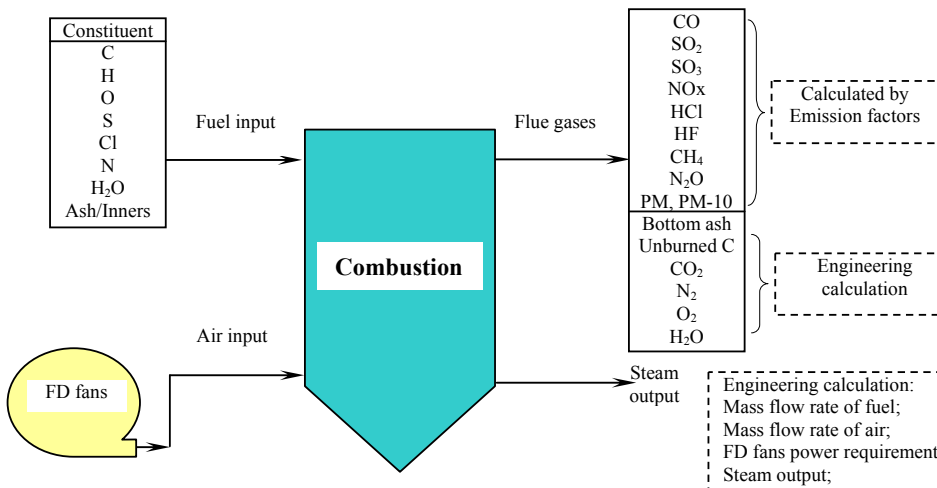 Constituent
C
H
O
S
Cl
N
H₂O
Ash/Inners
Fuel input
Combustion
Air input
FD fans
Flue gases
CO
SO₂
SO₃
NOx
HCl
HF
CH₄
N₂O
PM, PM-10
Bottom ash
Unburned C
CO₂
N₂
O₂
H₂O
Calculated by
Emission factors
Engineering
calculation
Steam
output
Engineering calculation:
Mass flow rate of fuel;
Mass flow rate of air;
FD fans power requirement
Steam output;